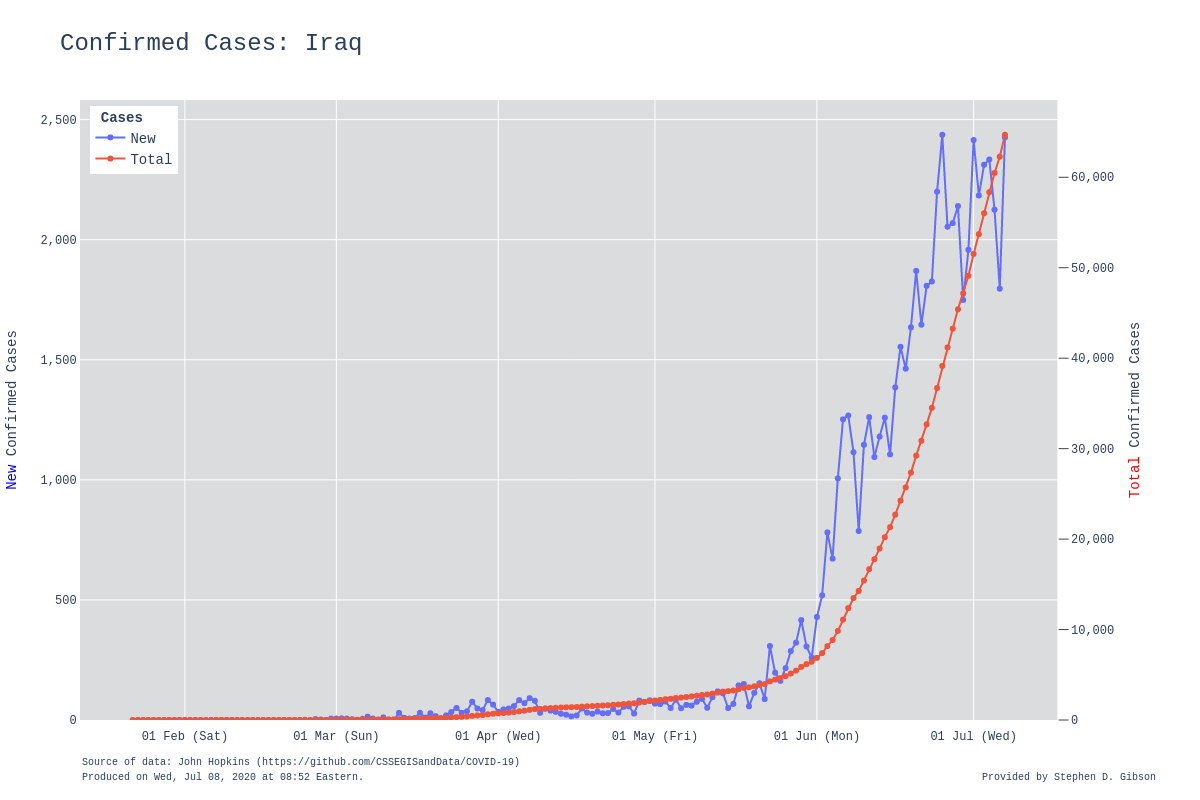 Confirmed Cases: Iraq
Cases
New
Total
2,500
2,000
1,500
1,000
500
0
60,000
50,000
40,000
30,000
20,000
10,000
0
New Confirmed Cases
Total Confirmed Cases
01 Feb (Sat)
01 Mar (Sun)
01 Apr (Wed)
01 May (Fri)
01 Jun (Mon)
01 Jul (Wed)
Source of data: John Hopkins (https://github.com/CSSEGISandData/COVID-19)
Produced on Wed, Jul 08, 2020 at 08:52 Eastern.
Provided by Stephen D. Gibson